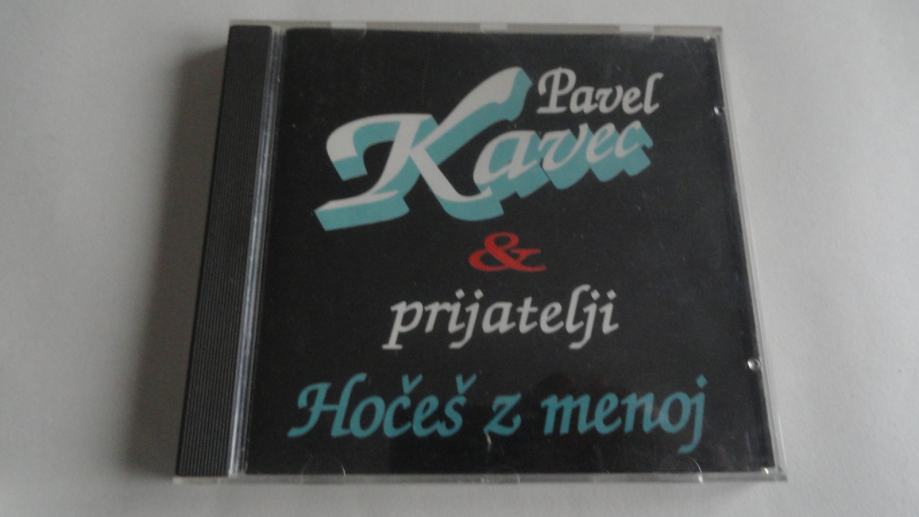 Pavel
Kavec
&
prijatelji
Hočeš z menoj